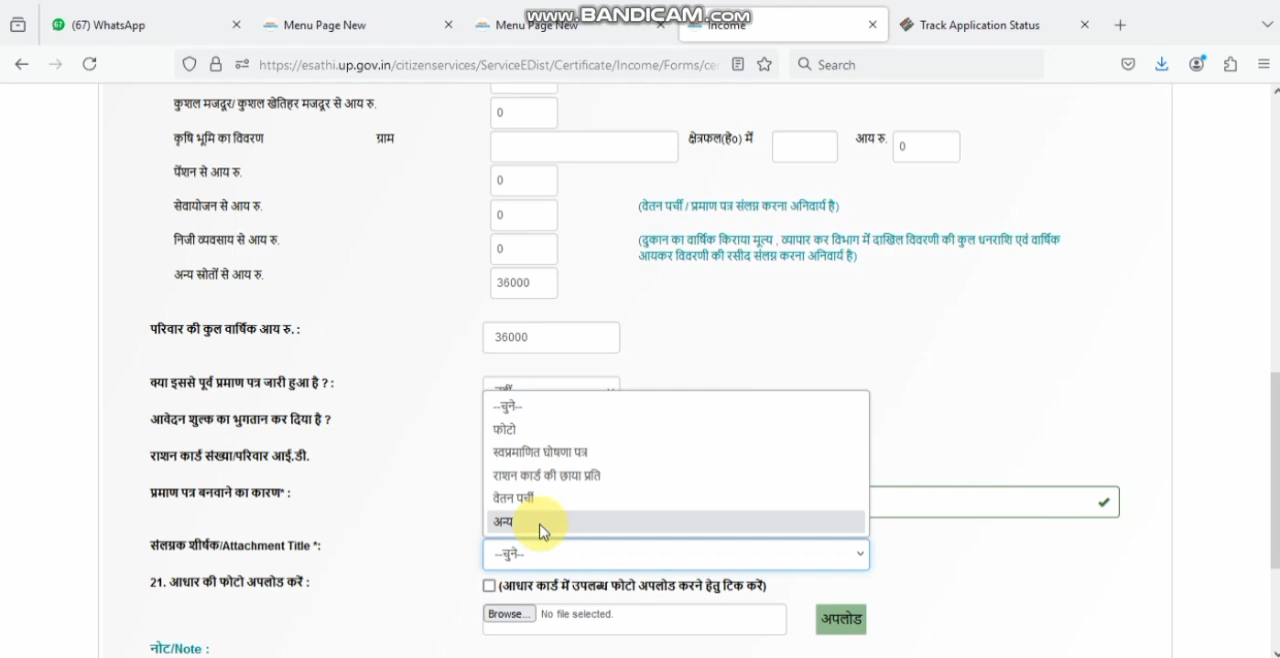 www.BANDICAM.com
(67) WhatsApp
Menu Page New
Menu Page New
Income
Track Application Status
https://esathi.up.gov.in/citizenservices/ServiceEDist/Certificate/Income/Forms/cer
Search
कुशल मजदूर/ कुशल खेतिहर मजदूर से आय रु.
0
कृषि भूमि का विवरण ग्राम क्षेत्रफल(हे०) में आय रु. 0
पेंशन से आय रु.
0
सेवायोजन से आय रु.
0
(वेतन पर्ची / प्रमाण पत्र संलग्न करना अनिवार्य है)
निजी व्यवसाय से आय रु.
0
(दुकान का वार्षिक किराया मूल्य , व्यापार कर विभाग में दाखिल विवरणी की कुल धनराशि एवं वार्षिक
आयकर विवरणी की रसीद संलग्न करना अनिवार्य है)
अन्य स्रोतों से आय रु.
36000
परिवार की कुल वार्षिक आय रु. :
36000
क्या इससे पूर्व प्रमाण पत्र जारी हुआ है ? :
--चुने--
आवेदन शुल्क का भुगतान कर दिया है ?
फोटो
स्वप्रमाणित घोषणा पत्र
राशन कार्ड संख्या/परिवार आई.डी.
राशन कार्ड की छाया प्रति
प्रमाण पत्र बनवाने का कारण* :
वेतन पर्ची
अन्य
संलग्नक शीर्षक/Attachment Title *:
--चुने--
21. आधार की फोटो अपलोड करें :
(आधार कार्ड में उपलब्ध फोटो अपलोड करने हेतु टिक करें)
Browse... No file selected.
अपलोड
नोट/Note :